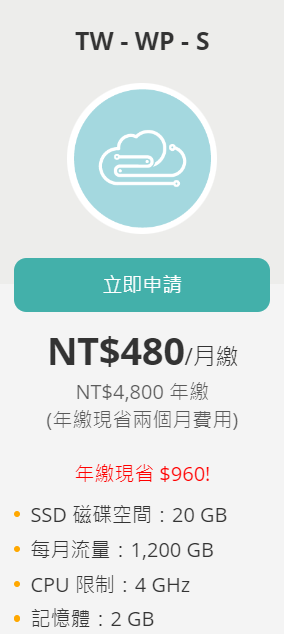 TW - WP - S
立即申請
NT$480/月繳
NT$4,800 年繳
(年繳現省兩個月費用)
年繳現省 $960!
SSD 磁碟空間：20 GB
每月流量：1,200 GB
CPU 限制：4 GHz
記憶體：2 GB